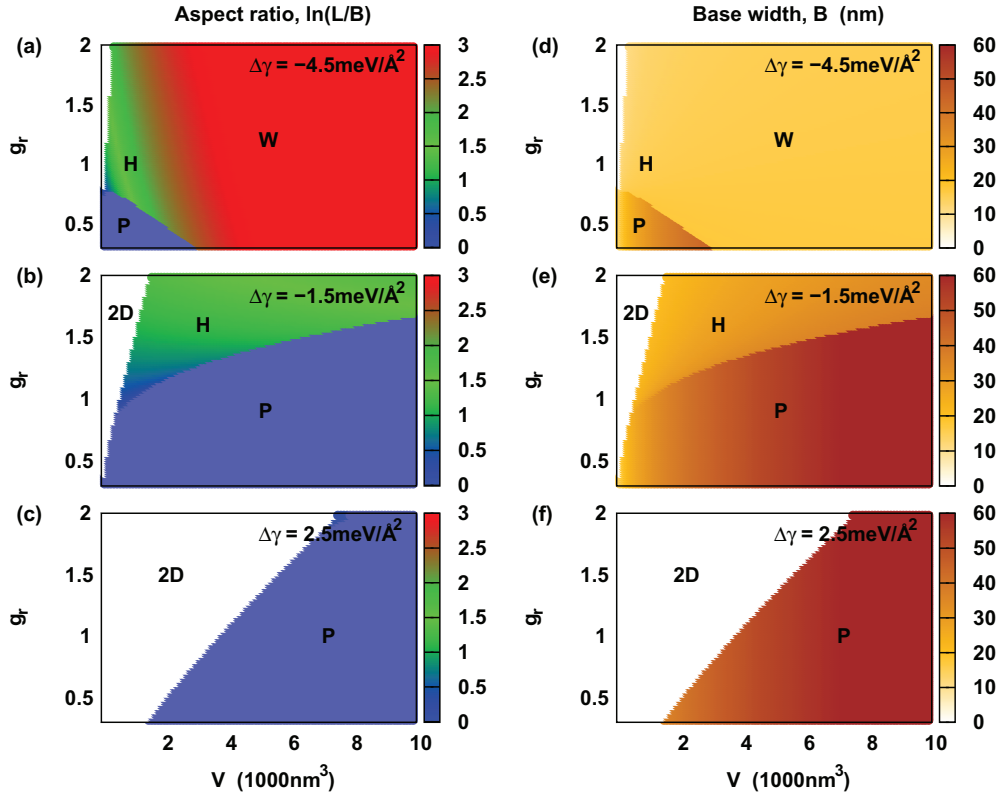 Aspect ratio, ln(L/B)
Base width, B (nm)
(a)
Δγ = −4.5meV/Å²
W
H
P
gᵣ
2
1.5
1
0.5
3
2.5
2
1.5
1
0.5
0
(d)
Δγ = −4.5meV/Å²
W
H
P
gᵣ
2
1.5
1
0.5
60
50
40
30
20
10
0
(b)
Δγ = −1.5meV/Å²
2D
H
P
gᵣ
2
1.5
1
0.5
3
2.5
2
1.5
1
0.5
0
(e)
Δγ = −1.5meV/Å²
2D
H
P
gᵣ
2
1.5
1
0.5
60
50
40
30
20
10
0
(c)
Δγ = 2.5meV/Å²
2D
P
gᵣ
2
1.5
1
0.5
3
2.5
2
1.5
1
0.5
0
2 4 6 8 10
V (1000nm³)
(f)
Δγ = 2.5meV/Å²
2D
P
gᵣ
2
1.5
1
0.5
60
50
40
30
20
10
0
2 4 6 8 10
V (1000nm³)